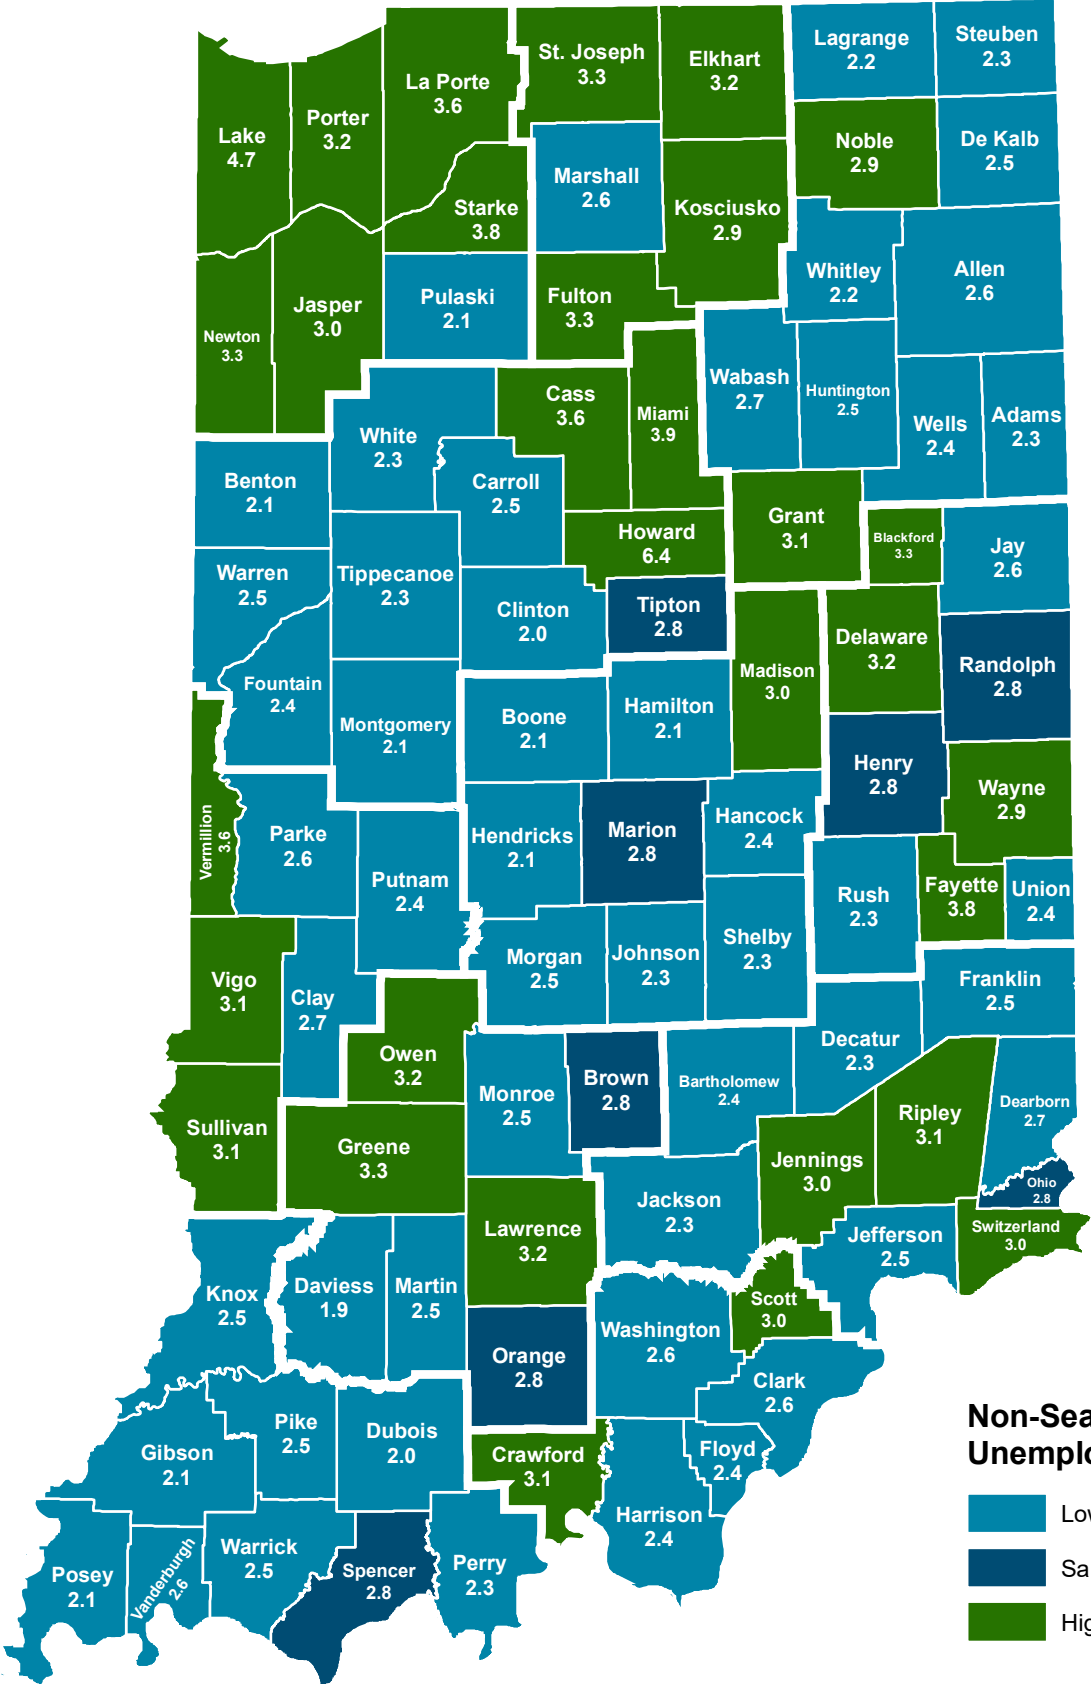 Lagrange
2.2
Steuben
2.3
St. Joseph
3.3
Elkhart
3.2
La Porte
3.6
Porter
3.2
Lake
4.7
Noble
2.9
De Kalb
2.5
Marshall
2.6
Starke
3.8
Kosciusko
2.9
Whitley
2.2
Allen
2.6
Pulaski
2.1
Fulton
3.3
Jasper
3.0
Newton
3.3
Wabash
2.7
Huntington
2.5
Cass
3.6
Miami
3.9
Wells
2.4
Adams
2.3
White
2.3
Benton
2.1
Carroll
2.5
Grant
3.1
Howard
6.4
Blackford
3.3
Jay
2.6
Warren
2.5
Tippecanoe
2.3
Clinton
2.0
Tipton
2.8
Delaware
3.2
Randolph
2.8
Madison
3.0
Fountain
2.4
Montgomery
2.1
Boone
2.1
Hamilton
2.1
Henry
2.8
Wayne
2.9
Vermillion
3.6
Parke
2.6
Hendricks
2.1
Marion
2.8
Hancock
2.4
Putnam
2.4
Rush
2.3
Fayette
3.8
Union
2.4
Morgan
2.5
Johnson
2.3
Shelby
2.3
Vigo
3.1
Clay
2.7
Franklin
2.5
Decatur
2.3
Owen
3.2
Monroe
2.5
Brown
2.8
Bartholomew
2.4
Dearborn
2.7
Ripley
3.1
Sullivan
3.1
Greene
3.3
Jennings
3.0
Ohio
2.8
Jackson
2.3
Lawrence
3.2
Jefferson
2.5
Switzerland
3.0
Knox
2.5
Daviess
1.9
Martin
2.5
Scott
3.0
Washington
2.6
Orange
2.8
Clark
2.6
Pike
2.5
Dubois
2.0
Gibson
2.1
Crawford
3.1
Floyd
2.4
Harrison
2.4
Warrick
2.5
Vanderburgh
2.6
Posey
2.1
Spencer
2.8
Perry
2.3
Non-Sea
Unemplo
Lov
Sa
Hig